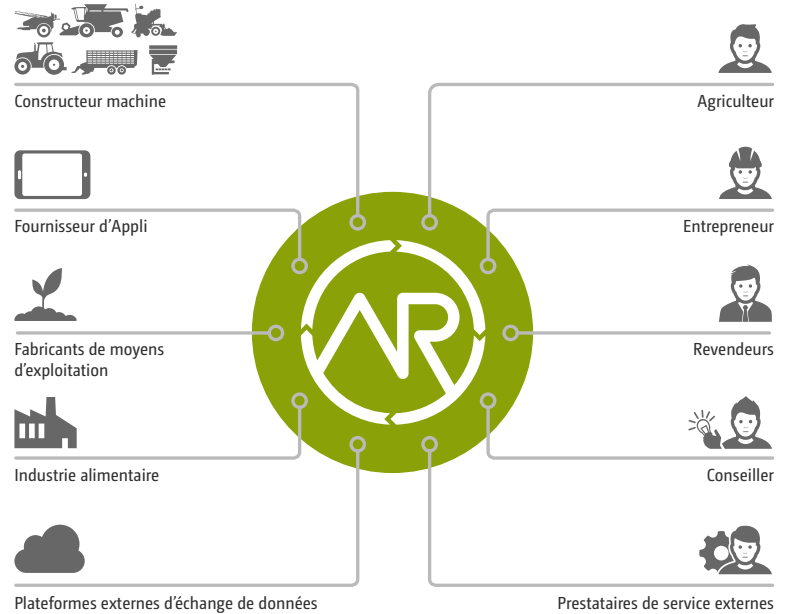 Constructeur machine
Agriculteur
Fournisseur d'Appli
Entrepreneur
AR
Fabricants de moyens
d'exploitation
Revendeurs
Industrie alimentaire
Conseiller
Plateformes externes d'échange de données
Prestataires de service externes